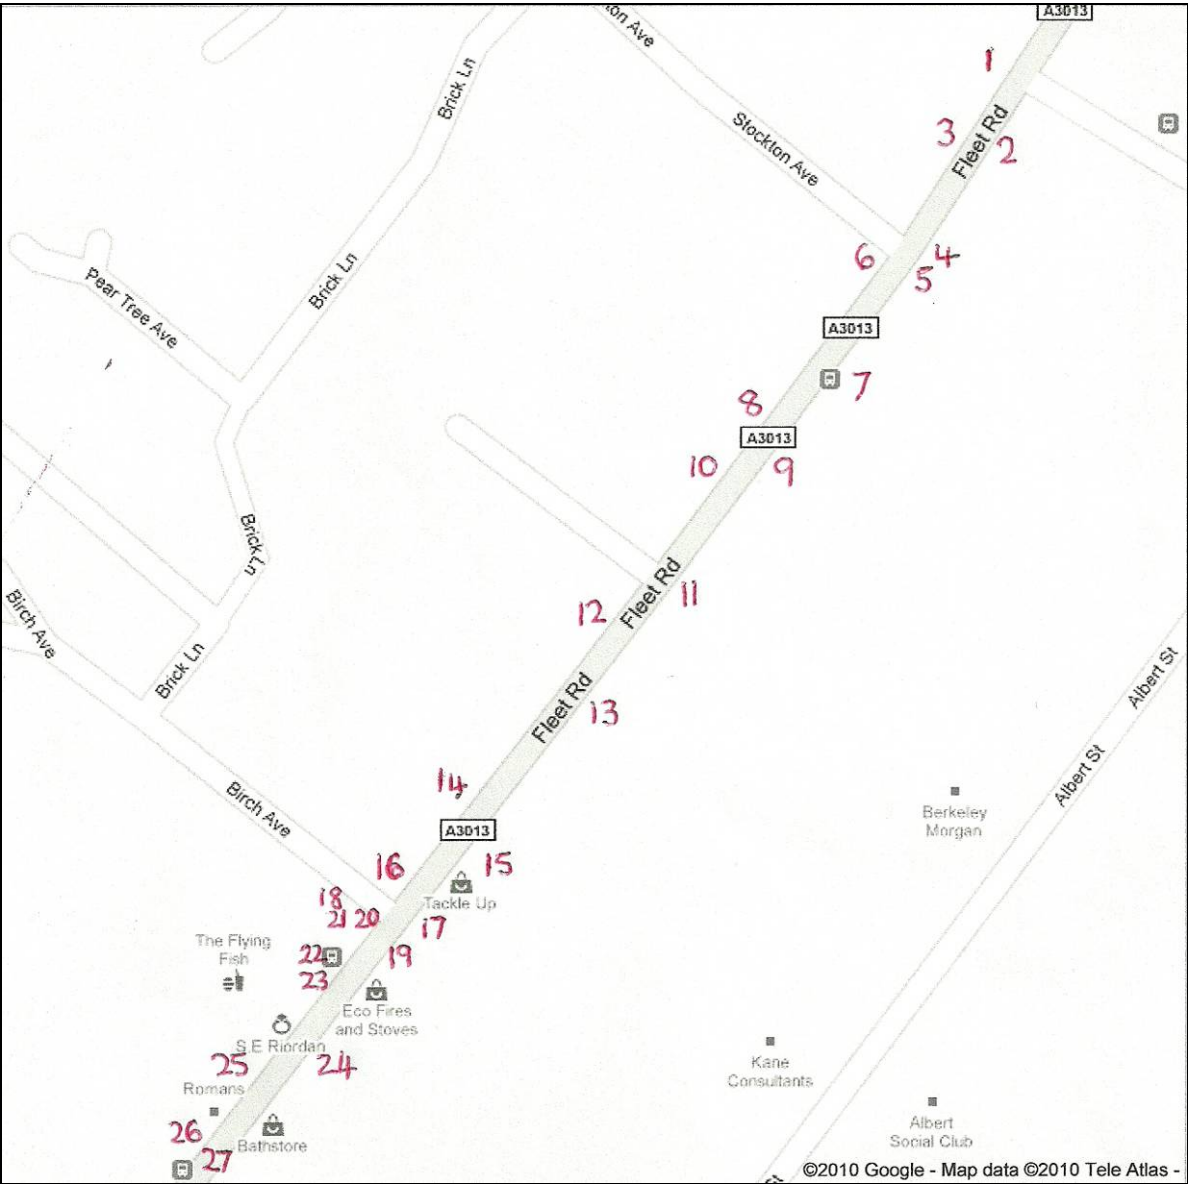 A3013
ton Ave
1
Brick Ln
Stockton Ave
3
Fleet Rd
2
6
4
5
Pear Tree Ave
Brick Ln
A3013
7
8
A3013
10
9
Brick Ln
Fleet Rd
11
Birch Ave
12
Brick Ln
Fleet Rd
13
Albert St
14
Albert St
Birch Ave
A3013
Berkeley
Morgan
16
15
18
Tackle Up
21
20
17
The Flying
Fish
22
19
23
Eco Fires
and Stoves
S.E Riordan
25
24
Kane
Consultants
Romans
26
Bathstore
Albert
Social Club
27
©2010 Google - Map data ©2010 Tele Atlas -